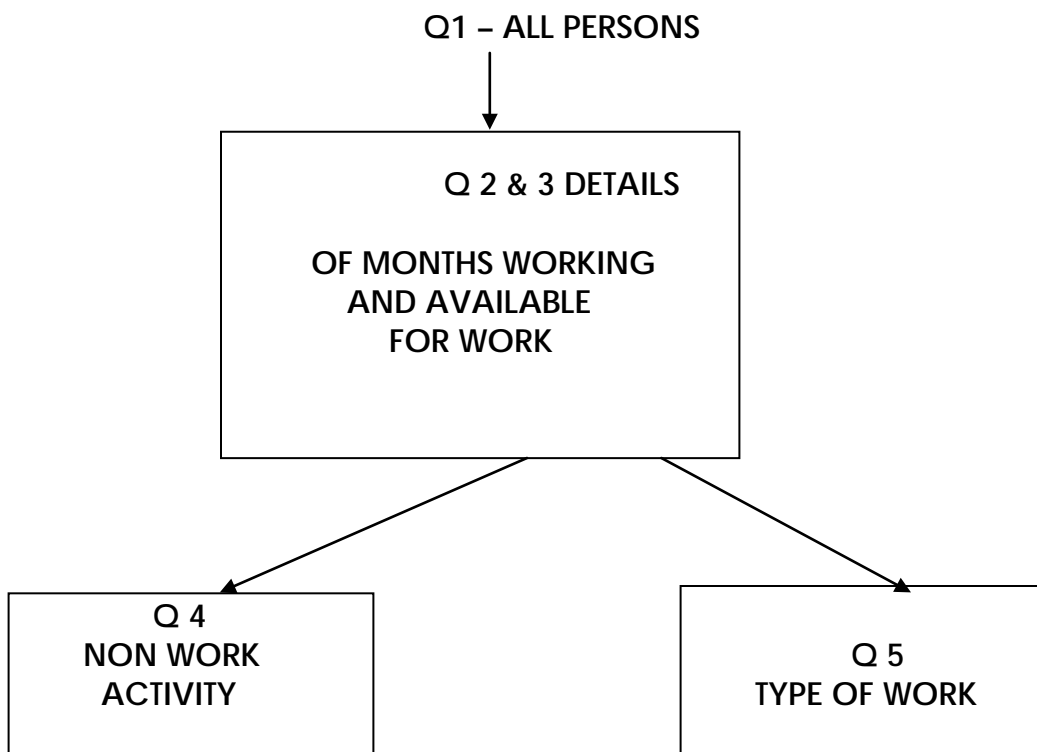 Q1 – ALL PERSONS
Q 2 & 3 DETAILS
OF MONTHS WORKING
AND AVAILABLE
FOR WORK
Q 4
NON WORK
ACTIVITY
Q 5
TYPE OF WORK